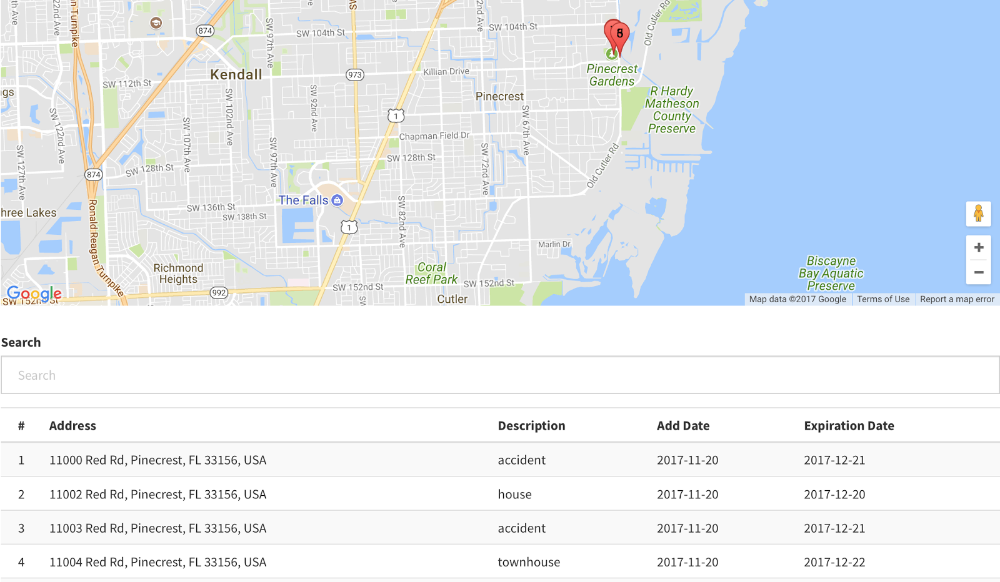 th Ave
22nd Ave
n Turnpike
874
SW 97th Ave
SW 104th St
2nd Ave
SW 104th St
Old Cutler Rd
Kendall
973
Killian Drive
Pinecrest
Gardens
SW 112th St
gs
SW 102nd Ave
SW 92nd Ave
Pinecrest
R Hardy
Matheson
County
Preserve
SW 122nd Ave
SW 107th Ave
1
SW 67th Ave
Chapman Field Dr
SW 127th Ave
SW 97th Ave
SW 128th St
SW 72nd Ave
Old Cutler Rd
874
SW 128th St
The Falls
SW 136th St
SW 138th St
SW 82nd Ave
hree Lakes
Ronald Reagan Turnpike
1
Marlin Dr
Richmond
Heights
Coral
Reef Park
Biscayne
Bay Aquatic
Preserve
992
SW 152nd St
SW 152nd St
Cutler
SW
Google
SW 152nd St
Map data ©2017 Google
Terms of Use
Report a map error
Search
Search
# Address Description Add Date Expiration Date
1 11000 Red Rd, Pinecrest, FL 33156, USA accident 2017-11-20 2017-12-21
2 11002 Red Rd, Pinecrest, FL 33156, USA house 2017-11-20 2017-12-20
3 11003 Red Rd, Pinecrest, FL 33156, USA accident 2017-11-20 2017-12-21
4 11004 Red Rd, Pinecrest, FL 33156, USA townhouse 2017-11-20 2017-12-22